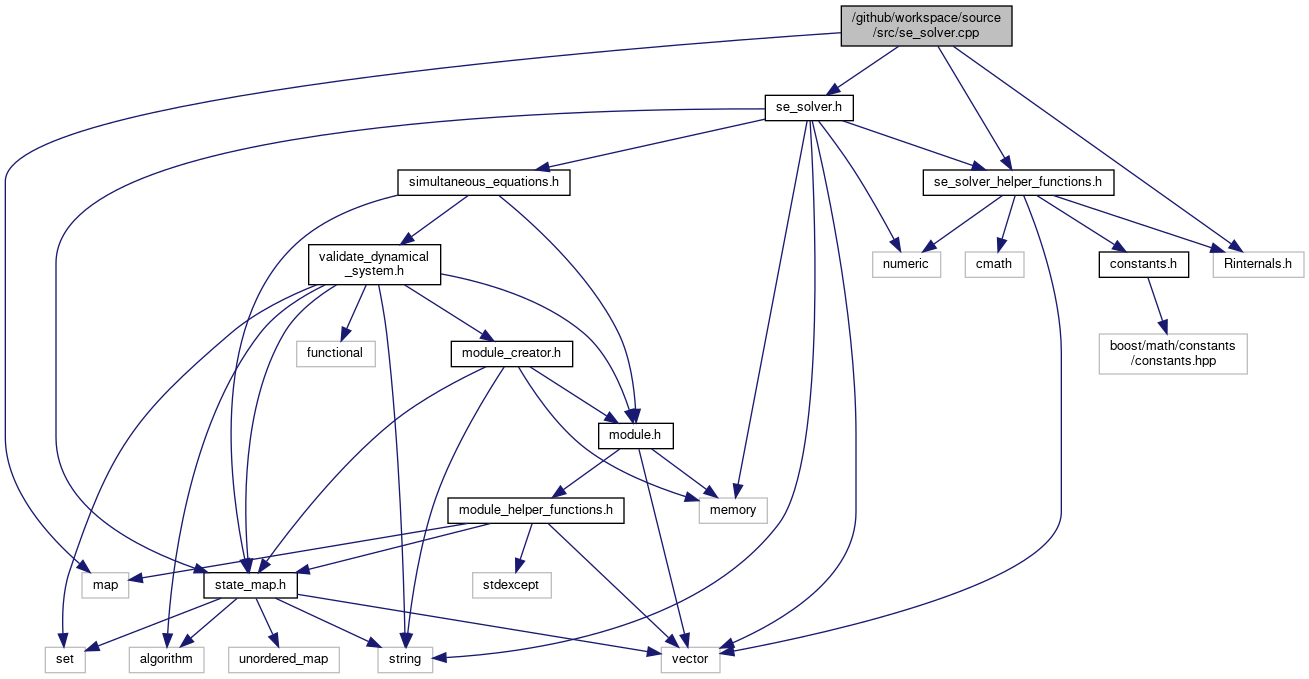 /github/workspace/source
/src/se_solver.cpp
se_solver.h
simultaneous_equations.h
se_solver_helper_functions.h
validate_dynamical
_system.h
numeric
cmath
constants.h
Rinternals.h
functional
module_creator.h
boost/math/constants
/constants.hpp
module.h
module_helper_functions.h
memory
map
state_map.h
stdexcept
set
algorithm
unordered_map
string
vector